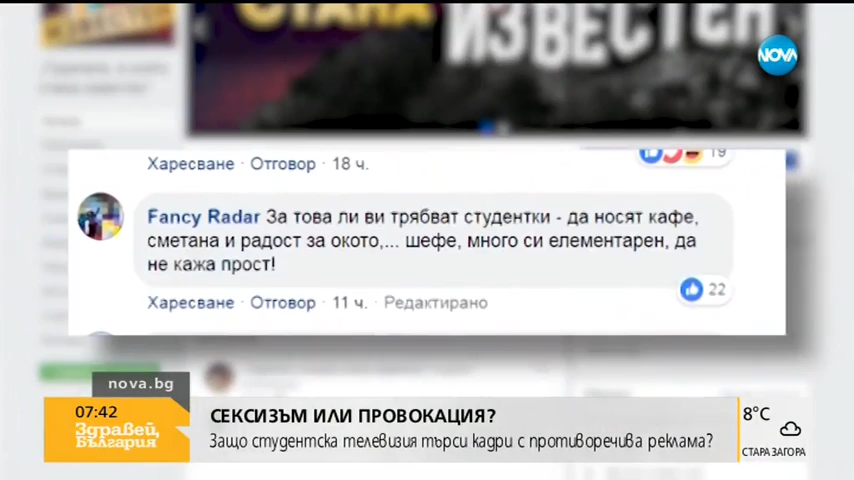 СТАНА
ИЗВЕСТЕН
NOVA
Харесване · Отговор · 18 ч.
19
Fancy Radar За това ли ви трябват студентки - да носят кафе,
сметана и радост за окото,... шефе, много си елементарен, да
не кажа прост!
22
Харесване · Отговор · 11 ч. · Редактирано
nova.bg
07:42
Здравей,
България
СЕКСИЗЪМ ИЛИ ПРОВОКАЦИЯ?
Защо студентска телевизия търси кадри с противоречива реклама?
8°C
СТАРА ЗАГОРА